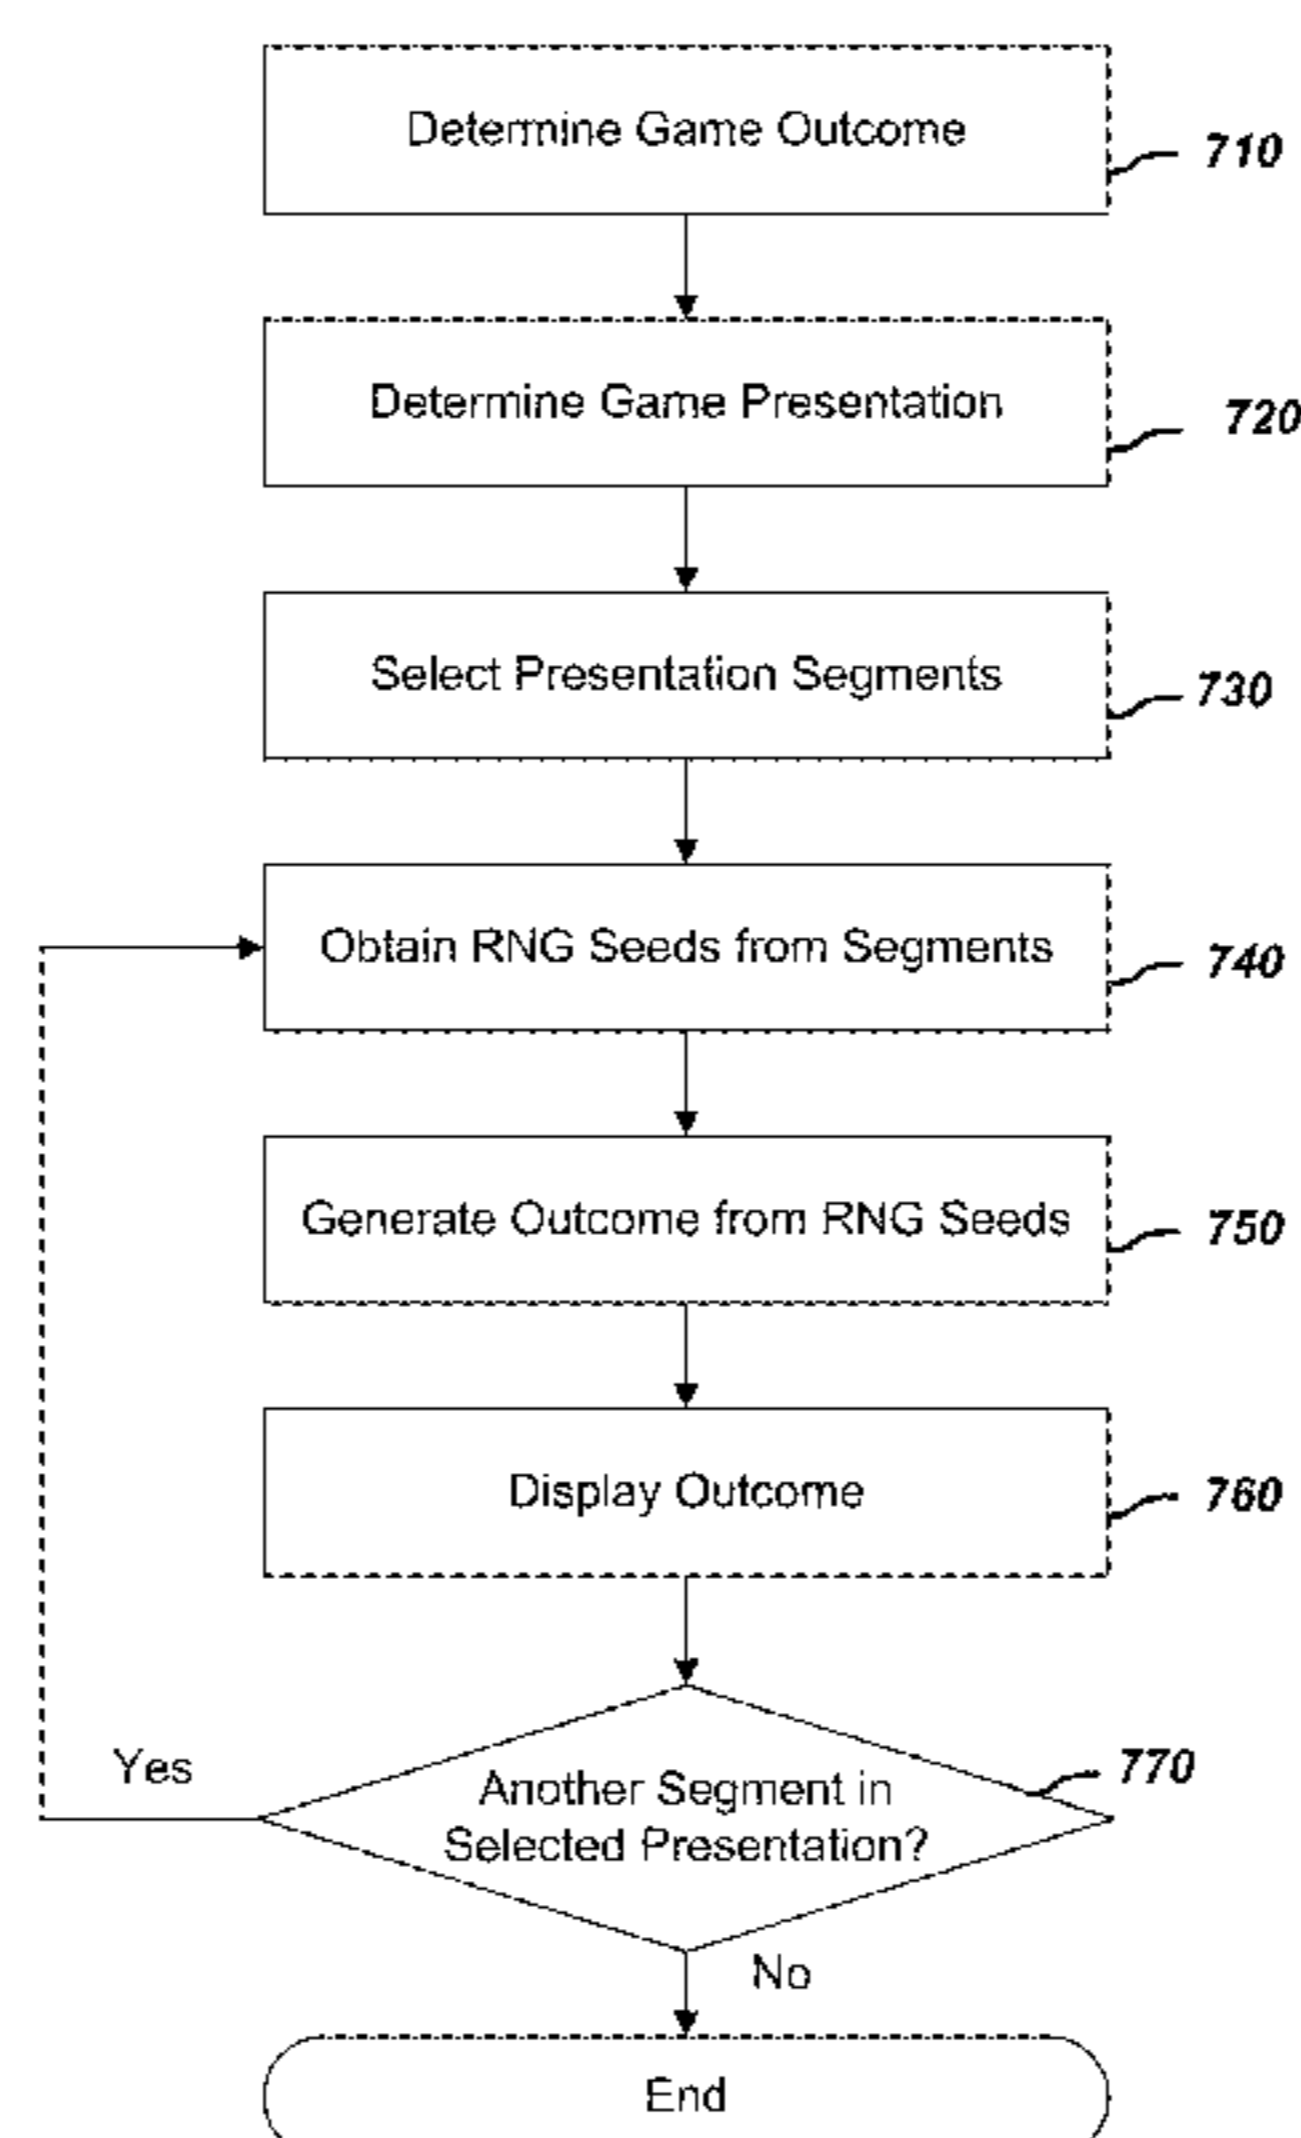 Determine Game Outcome
710
Determine Game Presentation
720
Select Presentation Segments
730
Obtain RNG Seeds from Segments
740
Generate Outcome from RNG Seeds
750
Display Outcome
760
Yes
Another Segment in
Selected Presentation?
770
No
End